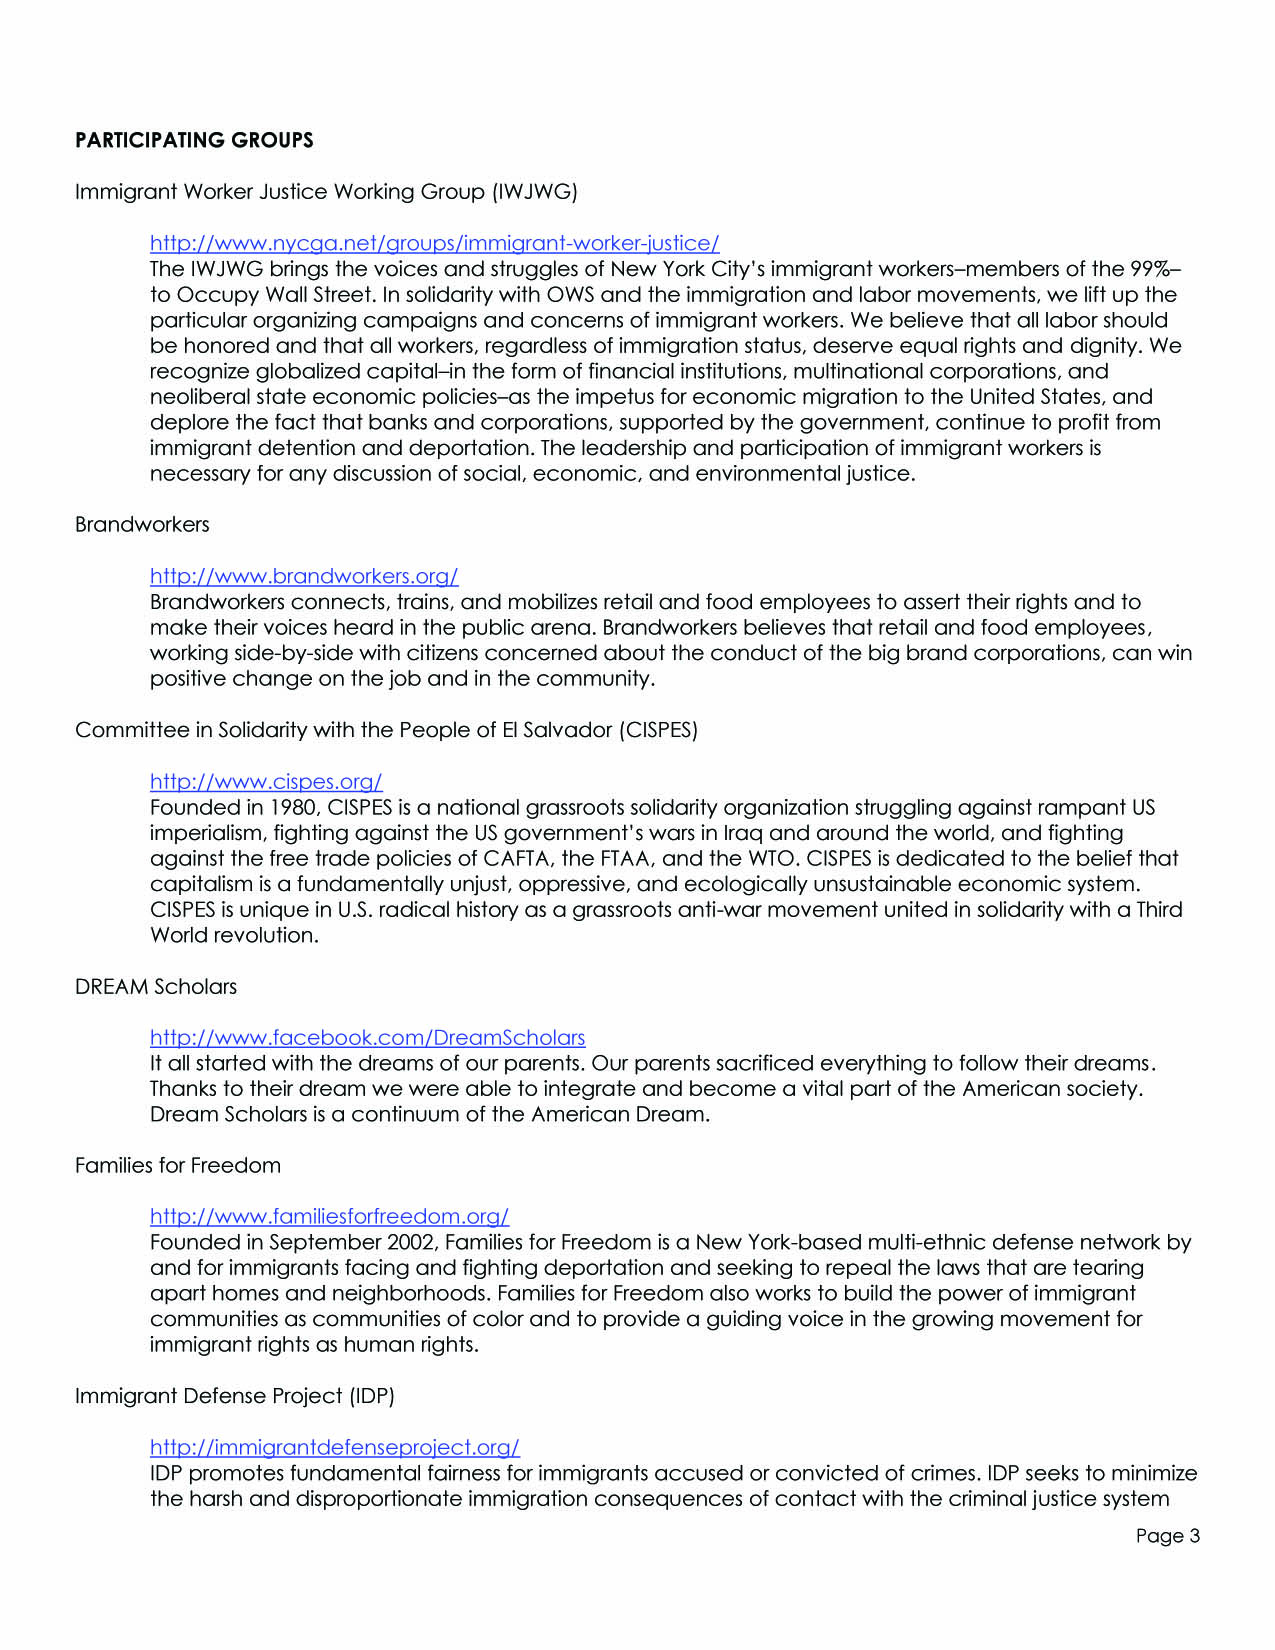 PARTICIPATING GROUPS
Immigrant Worker Justice Working Group (IWJWG)
http://www.nycga.net/groups/immigrant-worker-justice/
The IWJWG brings the voices and struggles of New York City’s immigrant workers–members of the 99%–
to Occupy Wall Street. In solidarity with OWS and the immigration and labor movements, we lift up the
particular organizing campaigns and concerns of immigrant workers. We believe that all labor should
be honored and that all workers, regardless of immigration status, deserve equal rights and dignity. We
recognize globalized capital–in the form of financial institutions, multinational corporations, and
neoliberal state economic policies–as the impetus for economic migration to the United States, and
deplore the fact that banks and corporations, supported by the government, continue to profit from
immigrant detention and deportation. The leadership and participation of immigrant workers is
necessary for any discussion of social, economic, and environmental justice.
Brandworkers
http://www.brandworkers.org/
Brandworkers connects, trains, and mobilizes retail and food employees to assert their rights and to
make their voices heard in the public arena. Brandworkers believes that retail and food employees,
working side-by-side with citizens concerned about the conduct of the big brand corporations, can win
positive change on the job and in the community.
Committee in Solidarity with the People of El Salvador (CISPES)
http://www.cispes.org/
Founded in 1980, CISPES is a national grassroots solidarity organization struggling against rampant US
imperialism, fighting against the US government’s wars in Iraq and around the world, and fighting
against the free trade policies of CAFTA, the FTAA, and the WTO. CISPES is dedicated to the belief that
capitalism is a fundamentally unjust, oppressive, and ecologically unsustainable economic system.
CISPES is unique in U.S. radical history as a grassroots anti-war movement united in solidarity with a Third
World revolution.
DREAM Scholars
http://www.facebook.com/DreamScholars
It all started with the dreams of our parents. Our parents sacrificed everything to follow their dreams.
Thanks to their dream we were able to integrate and become a vital part of the American society.
Dream Scholars is a continuum of the American Dream.
Families for Freedom
http://www.familiesforfreedom.org/
Founded in September 2002, Families for Freedom is a New York-based multi-ethnic defense network by
and for immigrants facing and fighting deportation and seeking to repeal the laws that are tearing
apart homes and neighborhoods. Families for Freedom also works to build the power of immigrant
communities as communities of color and to provide a guiding voice in the growing movement for
immigrant rights as human rights.
Immigrant Defense Project (IDP)
http://immigrantdefenseproject.org/
IDP promotes fundamental fairness for immigrants accused or convicted of crimes. IDP seeks to minimize
the harsh and disproportionate immigration consequences of contact with the criminal justice system
Page 3